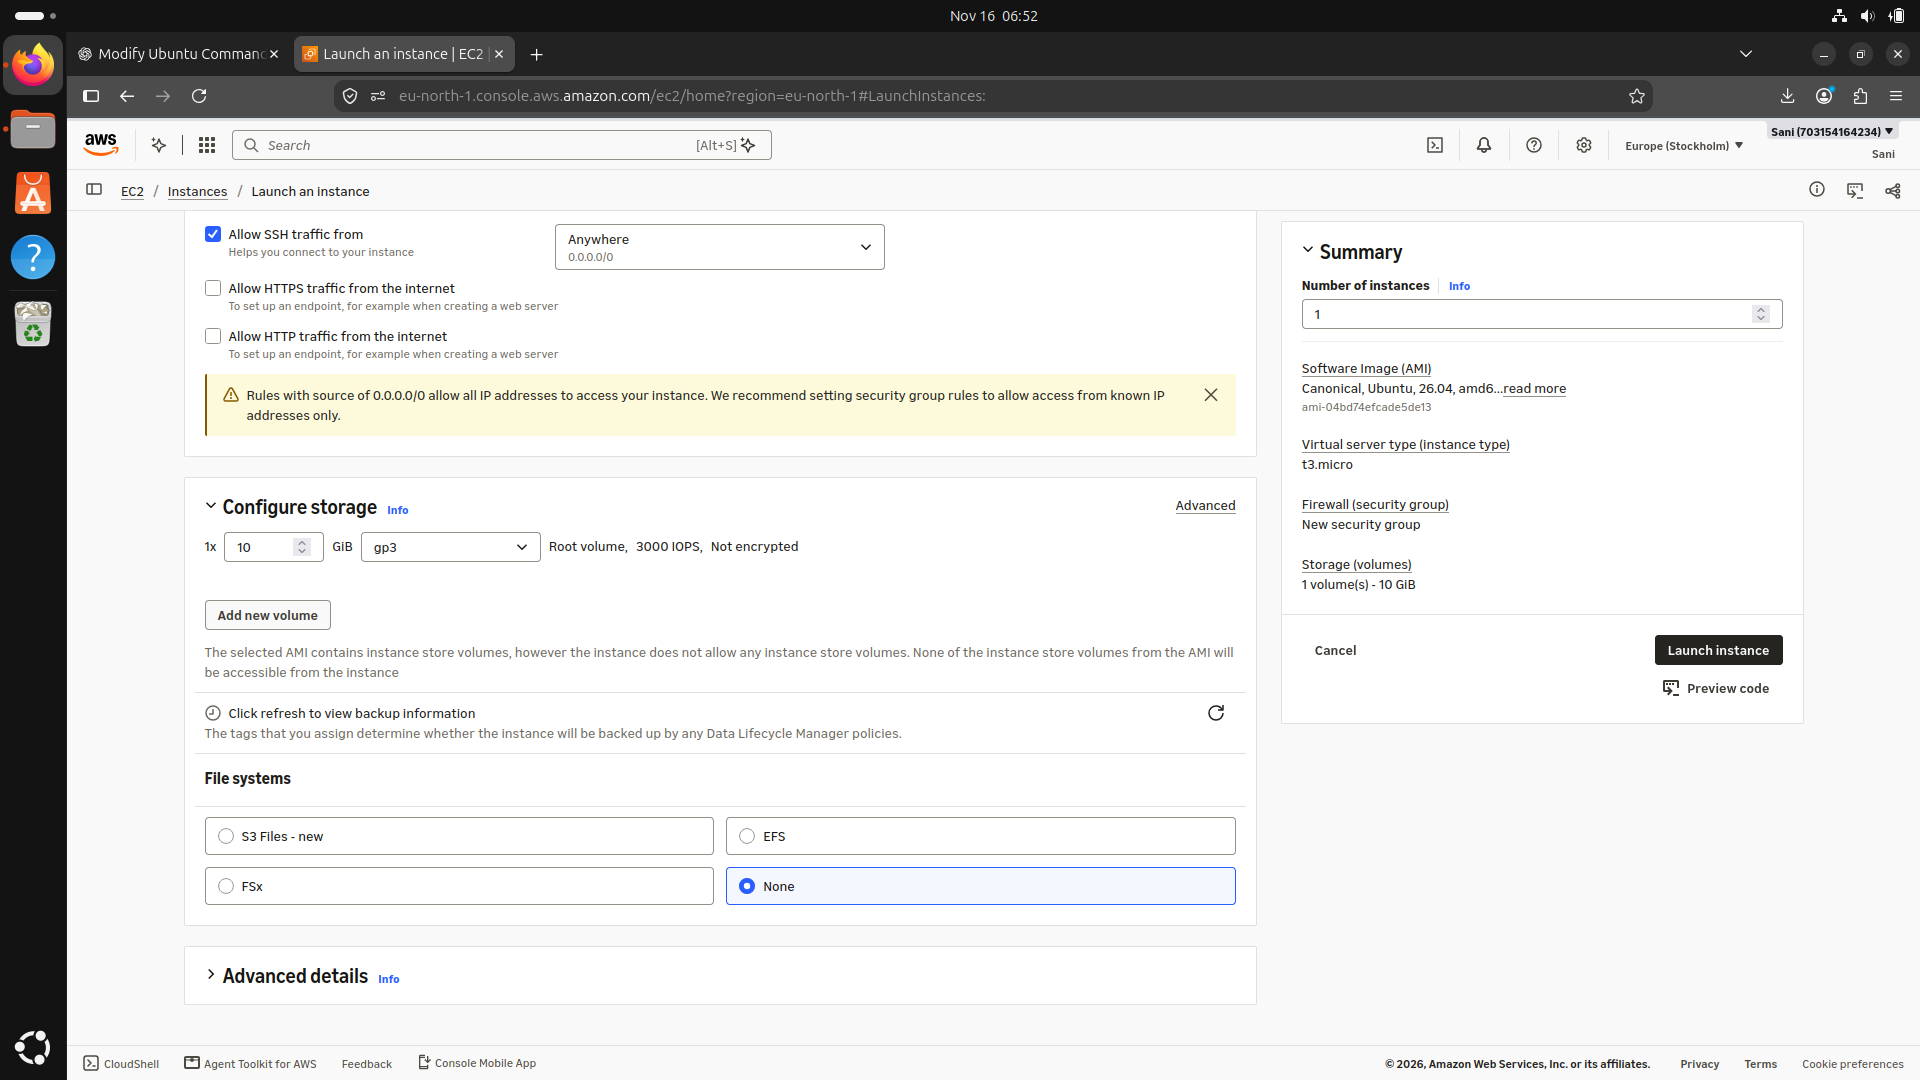 Nov 16 06:52
Modify Ubuntu Comman
Launch an instance | EC2
eu-north-1.console.aws.amazon.com/ec2/home?region=eu-north-1#LaunchInstances:
aws
Search
[Alt+S]
Europe (Stockholm)
Sani (703154164234)
Sani
EC2 / Instances / Launch an instance
Allow SSH traffic from
Helps you connect to your instance
Anywhere
0.0.0.0/0
Allow HTTPS traffic from the internet
To set up an endpoint, for example when creating a web server
Allow HTTP traffic from the internet
To set up an endpoint, for example when creating a web server
Rules with source of 0.0.0.0/0 allow all IP addresses to access your instance. We recommend setting security group rules to allow access from known IP
addresses only.
Configure storage Info
Advanced
1x 10 GiB gp3 Root volume, 3000 IOPS, Not encrypted
Add new volume
The selected AMI contains instance store volumes, however the instance does not allow any instance store volumes. None of the instance store volumes from the AMI will
be accessible from the instance
Click refresh to view backup information
The tags that you assign determine whether the instance will be backed up by any Data Lifecycle Manager policies.
File systems
S3 Files - new
EFS
FSx
None
Advanced details Info
Summary
Number of instances Info
1
Software Image (AMI)
Canonical, Ubuntu, 26.04, amd6...read more
ami-04bd74efcade5de13
Virtual server type (instance type)
t3.micro
Firewall (security group)
New security group
Storage (volumes)
1 volume(s) - 10 GiB
Cancel
Launch instance
Preview code
CloudShell
Agent Toolkit for AWS
Feedback
Console Mobile App
© 2026, Amazon Web Services, Inc. or its affiliates.
Privacy
Terms
Cookie preferences